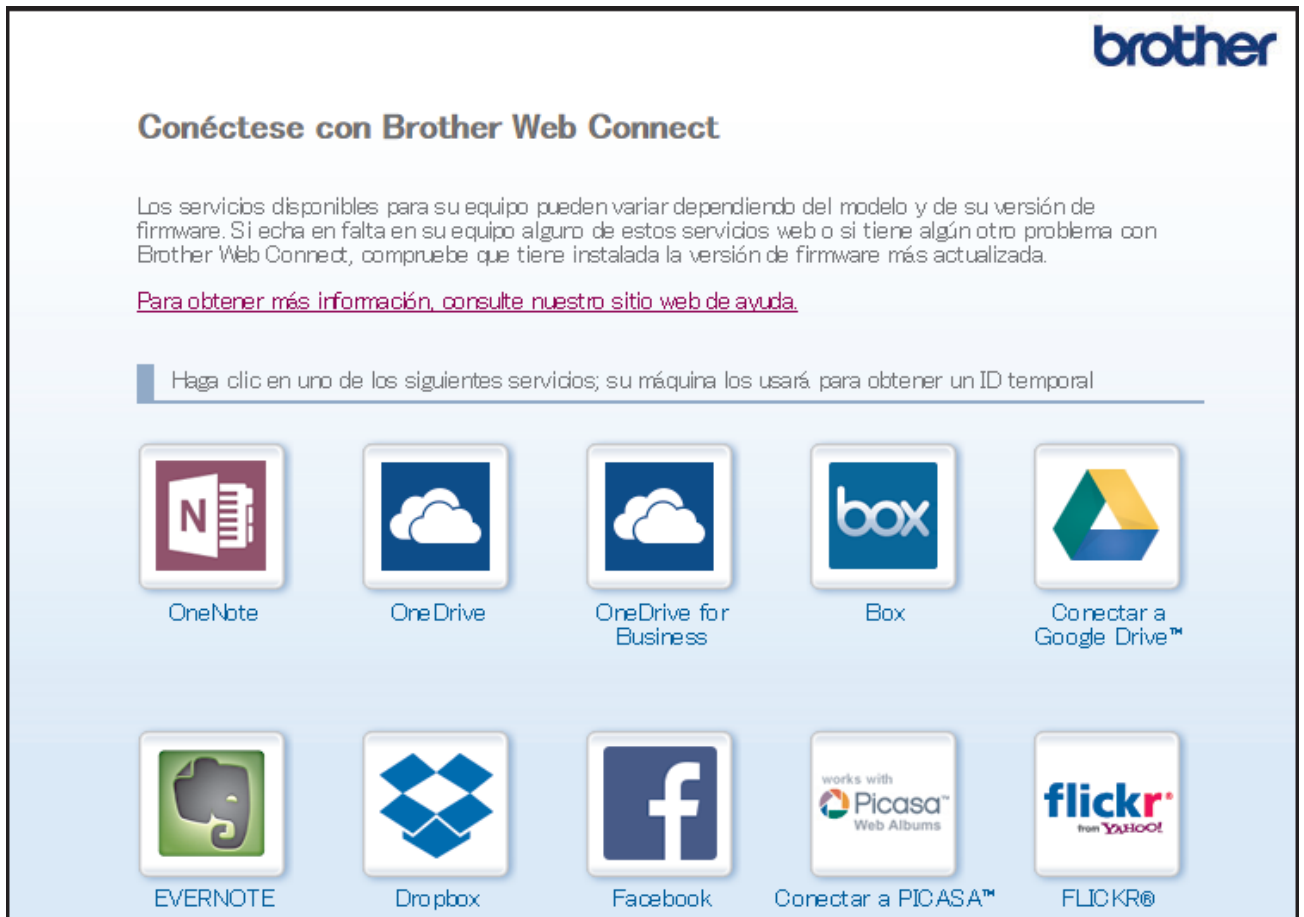 brother
Conéctese con Brother Web Connect
Los servicios disponibles para su equipo pueden variar dependiendo del modelo y de su versión de
firmware. Si echa en falta en su equipo alguno de estos servicios web o si tiene algún otro problema con
Brother Web Connect, compruebe que tiene instalada la versión de firmware más actualizada.
Para obtener más información, consulte nuestro sitio web de ayuda.
Haga clic en uno de los siguientes servicios; su máquina los usará para obtener un ID temporal
N
box
OneNote
OneDrive
OneDrive for
Business
Box
Conectar a
Google Drive™
f
works with
Picasa™
Web Albums
flickr®
from YAHOO!
EVERNOTE
Dropbox
Facebook
Conectar a PICASA™
FLICKR®